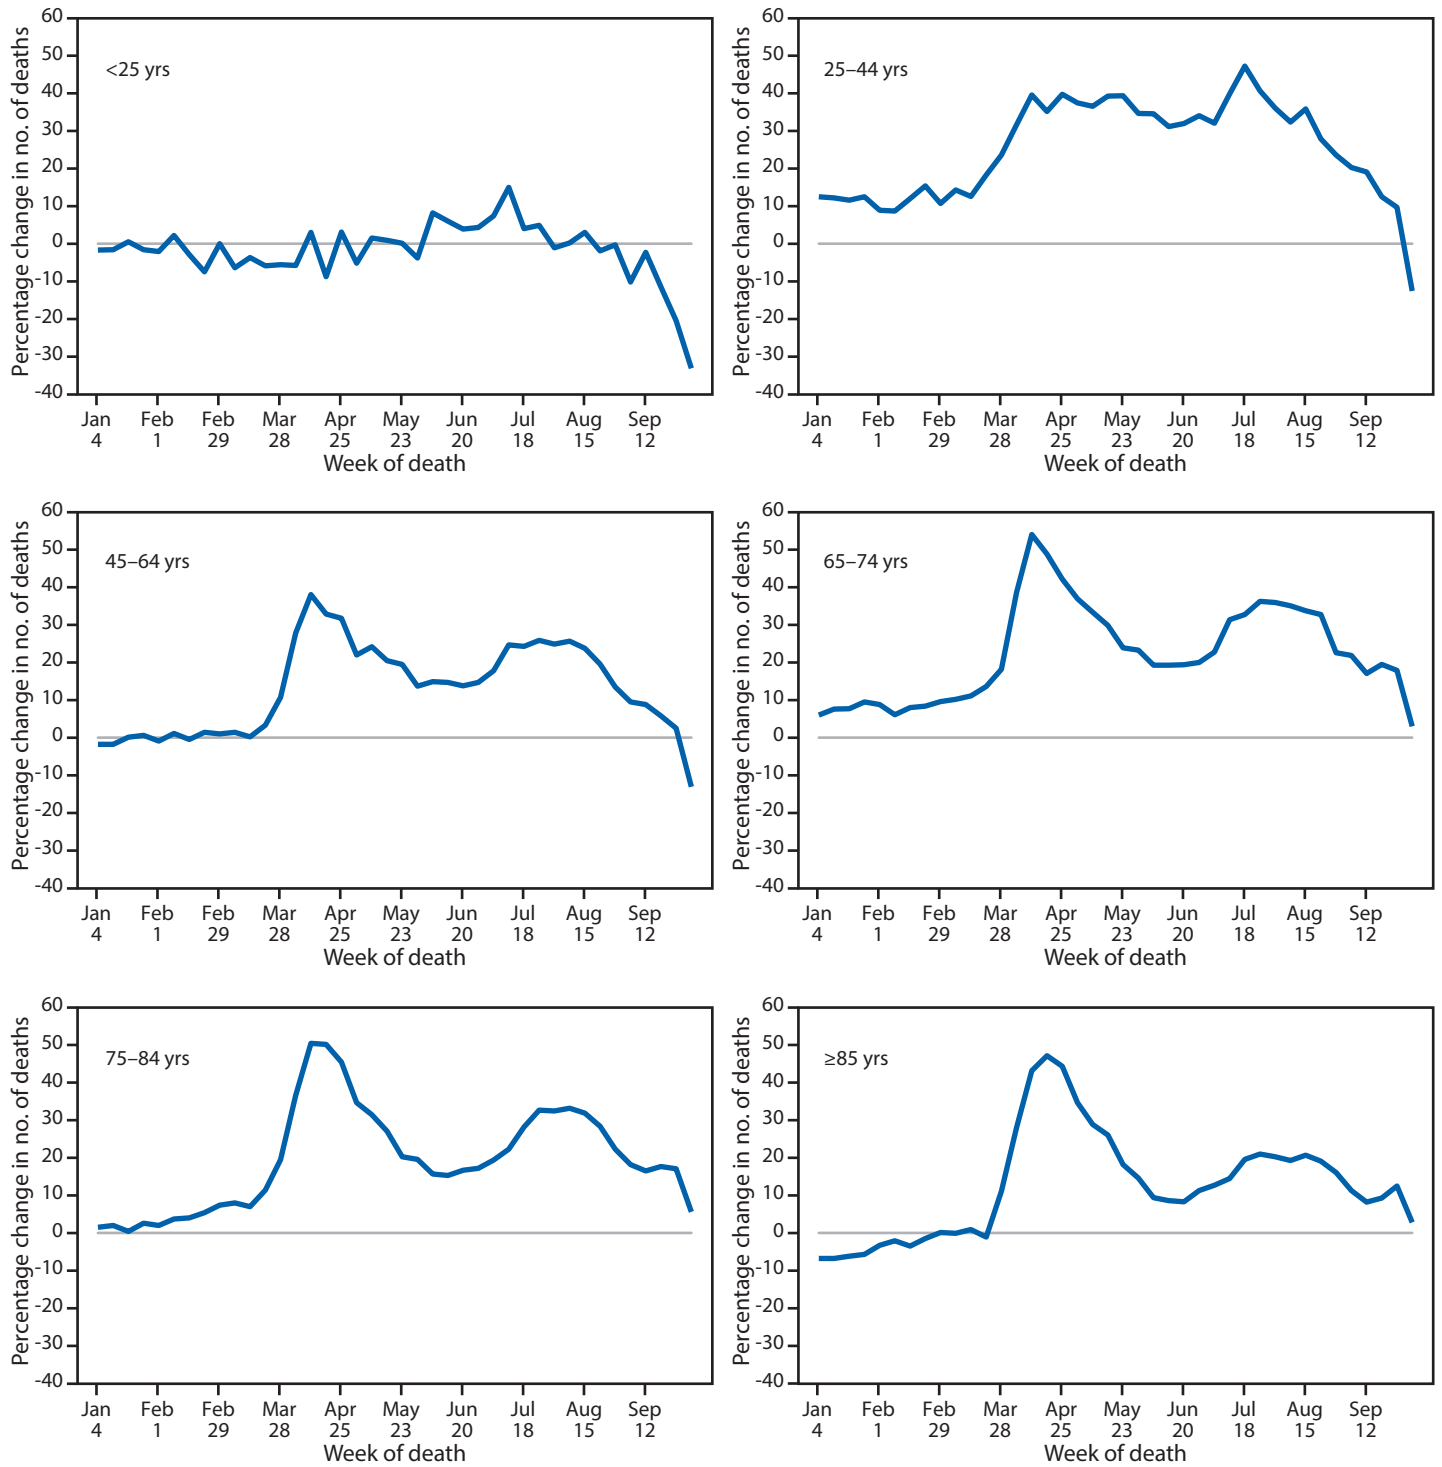 Percentage change in no. of deaths
60
50
40
30
20
10
0
-10
-20
-30
-40
<25 yrs
Jan 4
Feb 1
Feb 29
Mar 28
Apr 25
May 23
Jun 20
Jul 18
Aug 15
Sep 12
Week of death
Percentage change in no. of deaths
60
50
40
30
20
10
0
-10
-20
-30
-40
25–44 yrs
Jan 4
Feb 1
Feb 29
Mar 28
Apr 25
May 23
Jun 20
Jul 18
Aug 15
Sep 12
Week of death
Percentage change in no. of deaths
60
50
40
30
20
10
0
-10
-20
-30
-40
45–64 yrs
Jan 4
Feb 1
Feb 29
Mar 28
Apr 25
May 23
Jun 20
Jul 18
Aug 15
Sep 12
Week of death
Percentage change in no. of deaths
60
50
40
30
20
10
0
-10
-20
-30
-40
65–74 yrs
Jan 4
Feb 1
Feb 29
Mar 28
Apr 25
May 23
Jun 20
Jul 18
Aug 15
Sep 12
Week of death
Percentage change in no. of deaths
60
50
40
30
20
10
0
-10
-20
-30
-40
75–84 yrs
Jan 4
Feb 1
Feb 29
Mar 28
Apr 25
May 23
Jun 20
Jul 18
Aug 15
Sep 12
Week of death
Percentage change in no. of deaths
60
50
40
30
20
10
0
-10
-20
-30
-40
≥85 yrs
Jan 4
Feb 1
Feb 29
Mar 28
Apr 25
May 23
Jun 20
Jul 18
Aug 15
Sep 12
Week of death